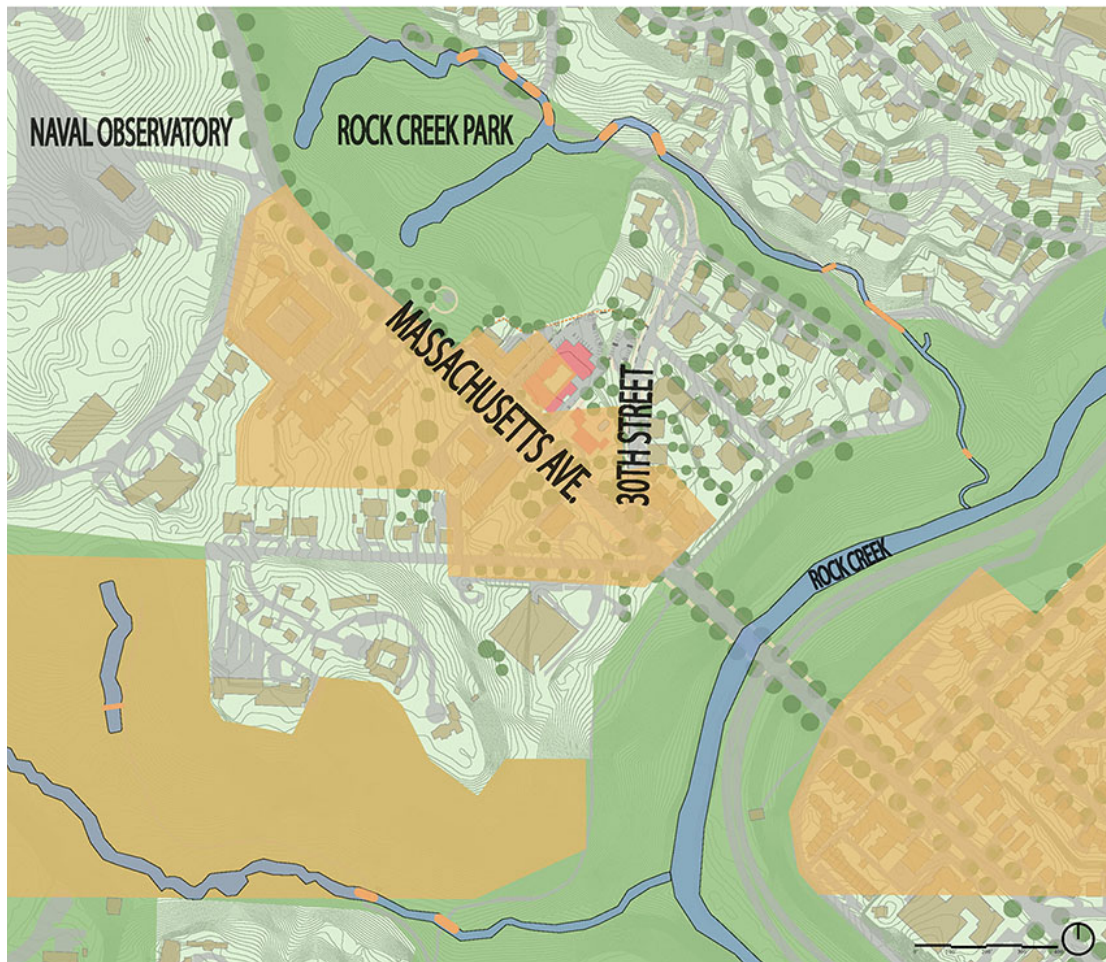 NAVAL OBSERVATORY
ROCK CREEK PARK
MASSACHUSETTS AVE.
30TH STREET
ROCK CREEK